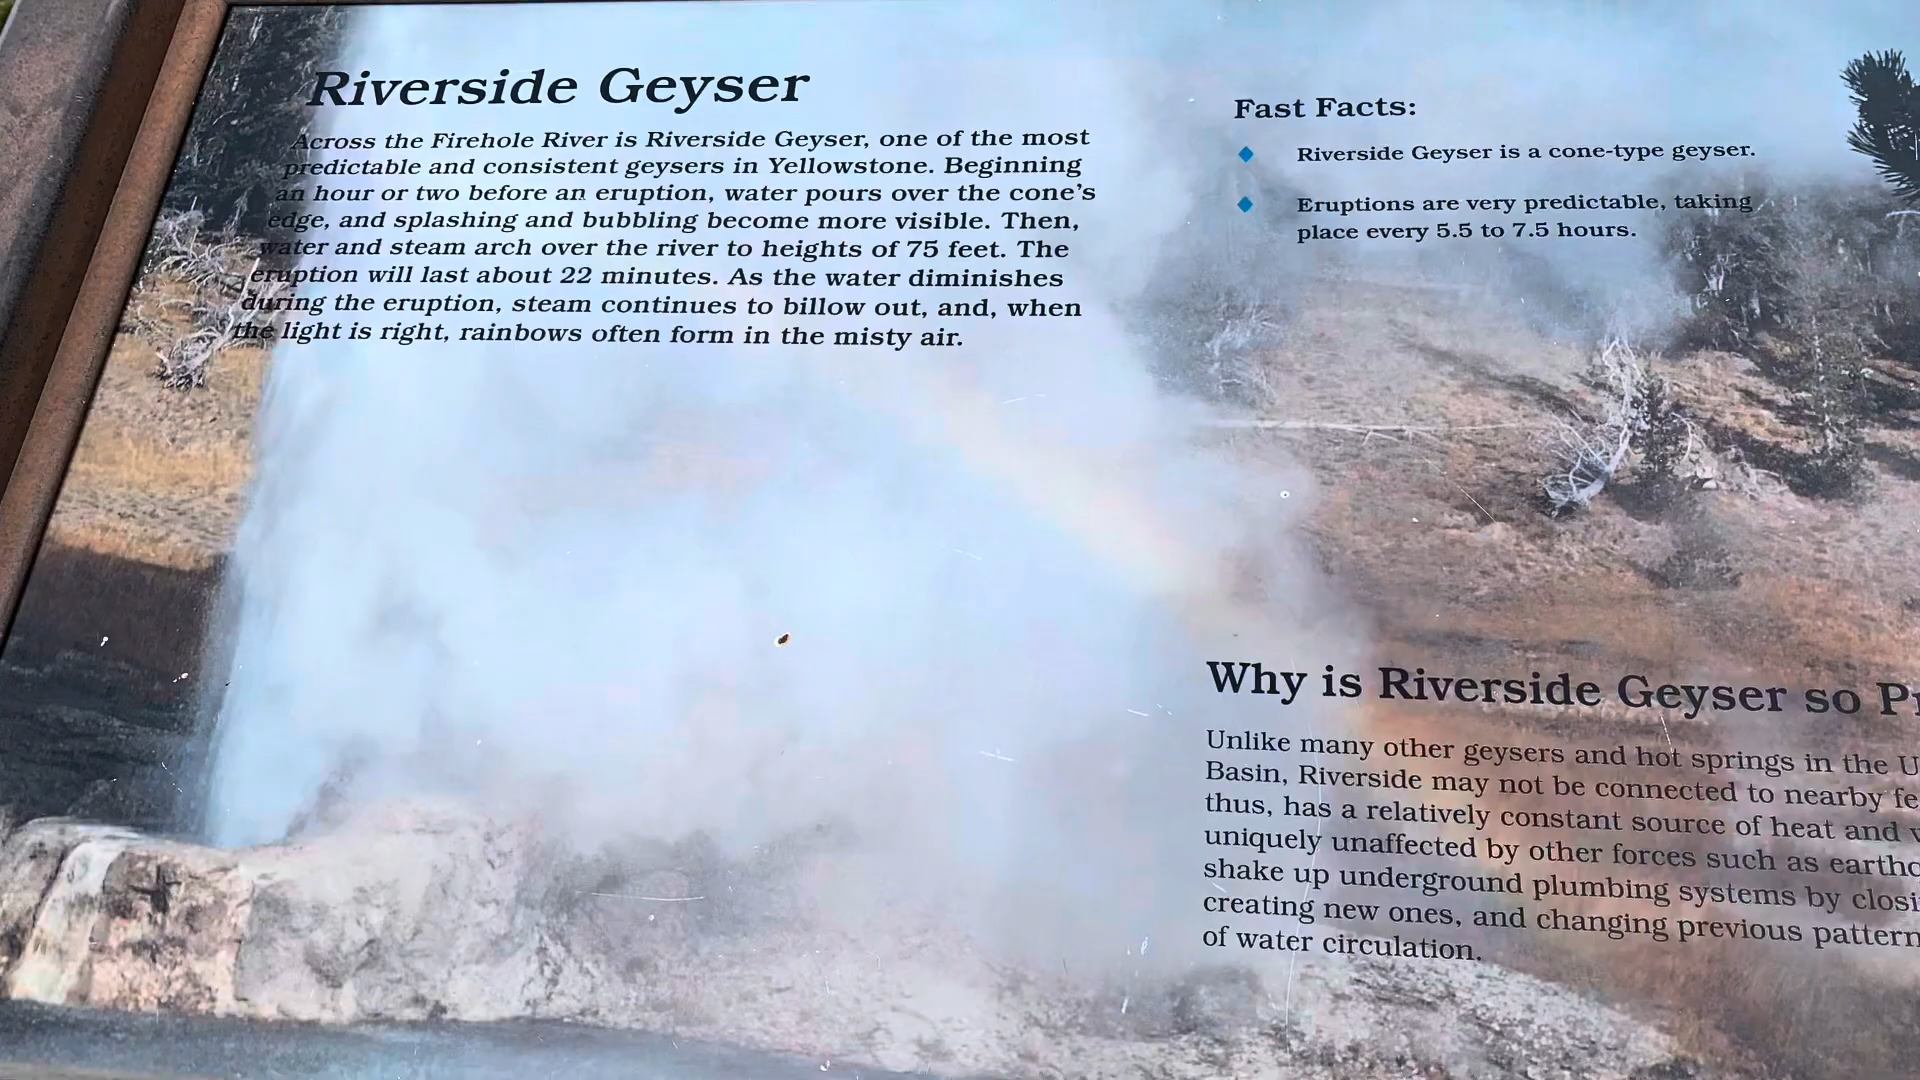 Riverside Geyser
Across the Firehole River is Riverside Geyser, one of the most
predictable and consistent geysers in Yellowstone. Beginning
an hour or two before an eruption, water pours over the cone's
edge, and splashing and bubbling become more visible. Then,
water and steam arch over the river to heights of 75 feet. The
eruption will last about 22 minutes. As the water diminishes
during the eruption, steam continues to billow out, and, when
the light is right, rainbows often form in the misty air.
Fast Facts:
Riverside Geyser is a cone-type geyser.
Eruptions are very predictable, taking
place every 5.5 to 7.5 hours.
Why is Riverside Geyser so
Unlike many other geysers and hot springs in the
Basin, Riverside may not be connected to nearby
thus, has a relatively constant source of heat and
uniquely unaffected by other forces such as
shake up underground plumbing systems by
creating new ones, and changing previous
of water circulation.